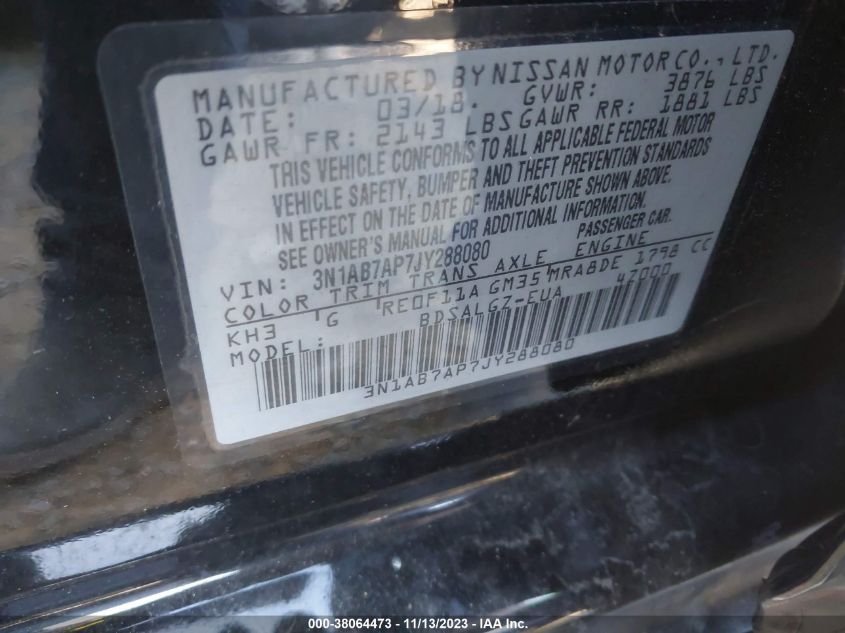 MANUFACTURED BY NISSAN MOTOR CO., LTD.
DATE: 03/18. GVWR: 3876 LBS
GAWR FR: 2143 LBS GAWR RR: 1881 LBS
THIS VEHICLE CONFORMS TO ALL APPLICABLE FEDERAL MOTOR
VEHICLE SAFETY, BUMPER AND THEFT PREVENTION STANDARDS
IN EFFECT ON THE DATE OF MANUFACTURE SHOWN ABOVE.
SEE OWNER'S MANUAL FOR ADDITIONAL INFORMATION.
VIN: 3N1AB7AP7JY288080 PASSENGER CAR.
COLOR TRIM TRANS AXLE ENGINE
KH3 G RE0F11A GM35 MRA8DE 1798 CC
MODEL: BDSALGZ-EUA 42000
3N1AB7AP7JY288080
000-38064473 - 11/13/2023 - IAA Inc.